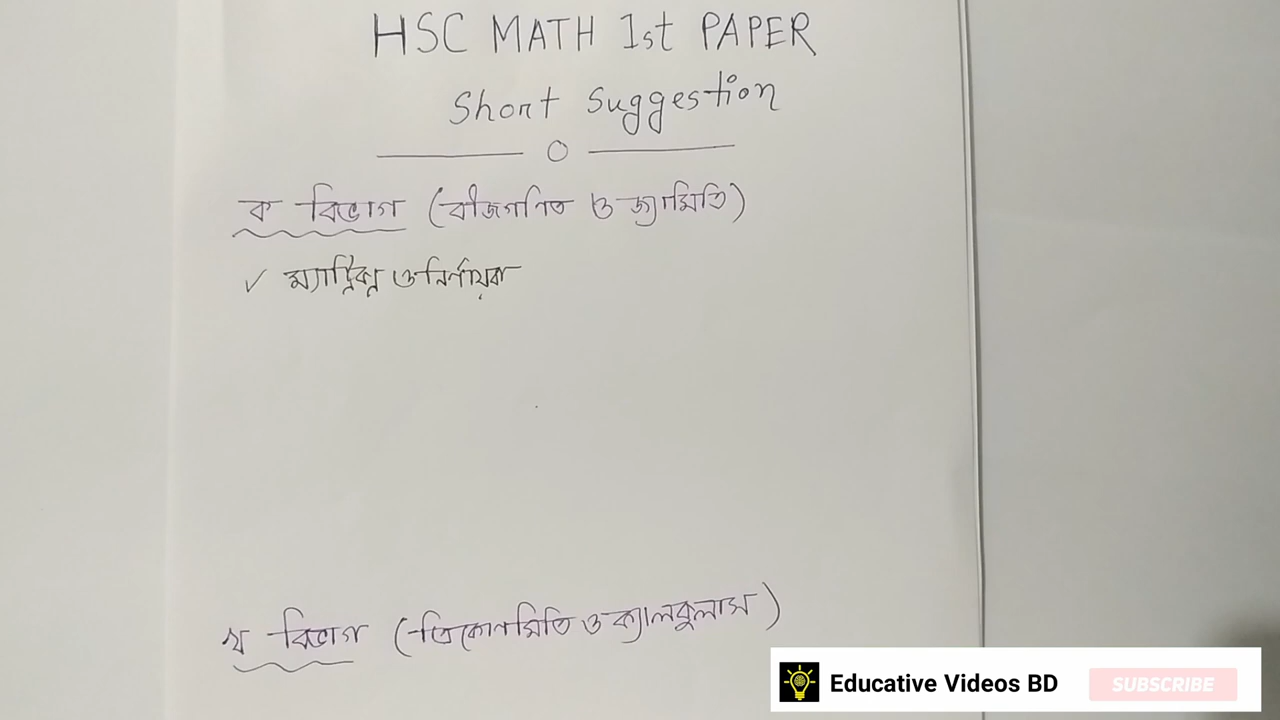 HSC MATH 1st PAPER
Short Suggestion
ক বিভাগ (বীজগণিত ও জ্যামিতি)
✓ ম্যাট্রিক্স ও নির্ণায়ক
খ বিভাগ (ত্রিকোণমিতি ও ক্যালকুলাস)
Educative Videos BD
SUBSCRIBE